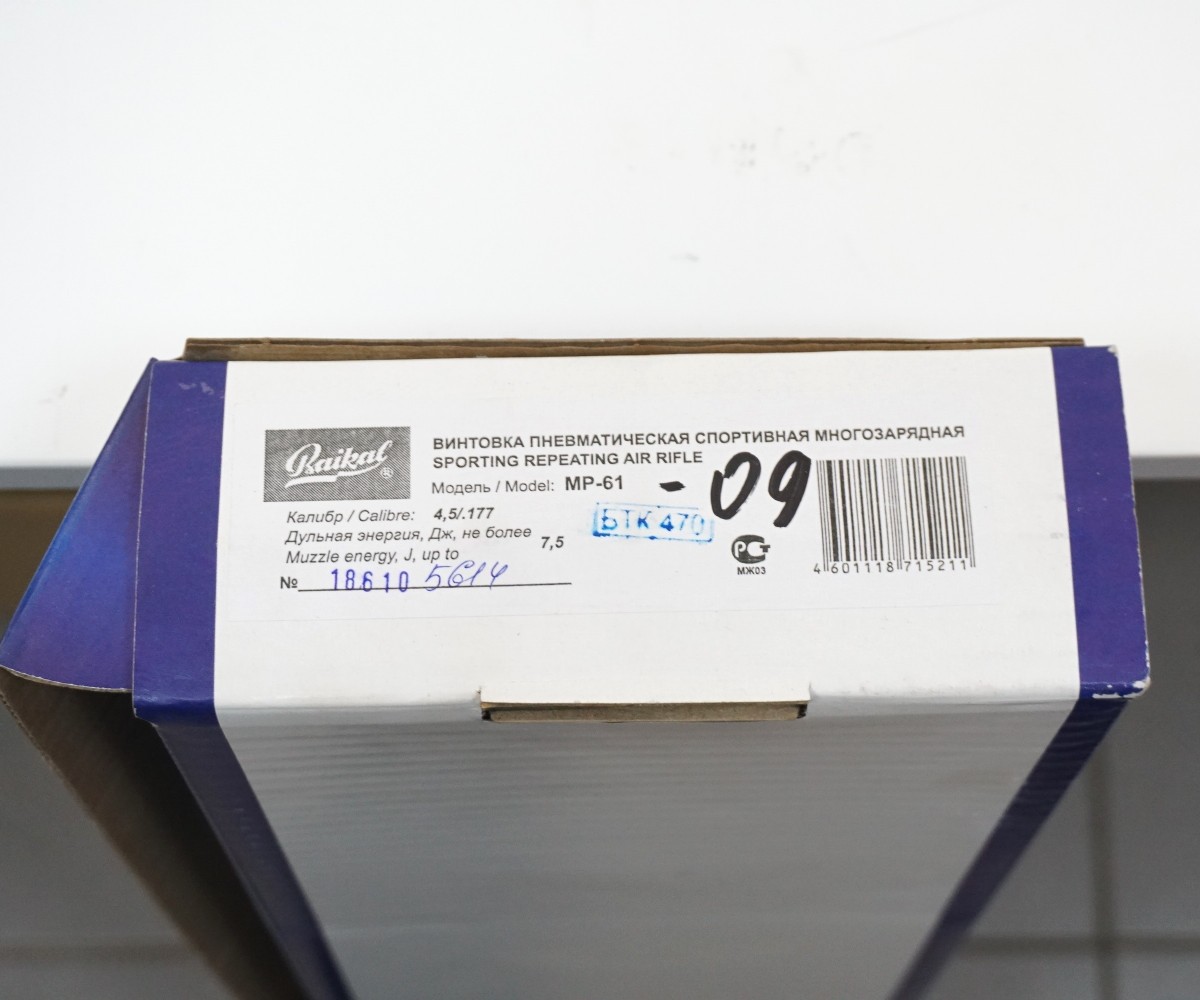 Baikal®
ВИНТОВКА ПНЕВМАТИЧЕСКАЯ СПОРТИВНАЯ МНОГОЗАРЯДНАЯ
SPORTING REPEATING AIR RIFLE
Модель / Model: MP-61 - 09
Калибр / Calibre: 4,5/.177
БТК 470
Дульная энергия, Дж, не более
Muzzle energy, J, up to 7,5
№ 18610 5614
РСТ
МЖ03
4 601118 715211